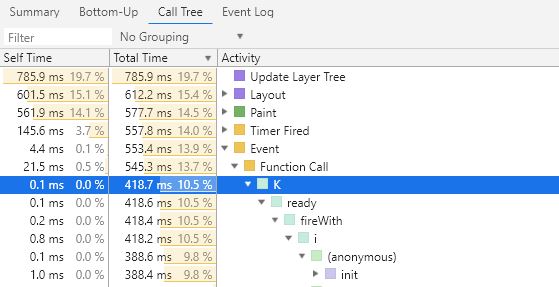 Summary Bottom-Up Call Tree Event Log
Filter No Grouping ▼
Self Time Total Time ▼ Activity
785.9 ms 19.7 % 785.9 ms 19.7 % Update Layer Tree
601.5 ms 15.1 % 612.2 ms 15.4 % Layout
561.9 ms 14.1 % 577.7 ms 14.5 % Paint
145.6 ms 3.7 % 557.8 ms 14.0 % Timer Fired
4.4 ms 0.1 % 553.4 ms 13.9 % Event
21.5 ms 0.5 % 545.3 ms 13.7 % Function Call
0.1 ms 0.0 % 418.7 ms 10.5 % K
0.1 ms 0.0 % 418.6 ms 10.5 % ready
0.2 ms 0.0 % 418.4 ms 10.5 % fireWith
0.8 ms 0.0 % 418.2 ms 10.5 % i
0.1 ms 0.0 % 388.6 ms 9.8 % (anonymous)
1.0 ms 0.0 % 388.4 ms 9.8 % init